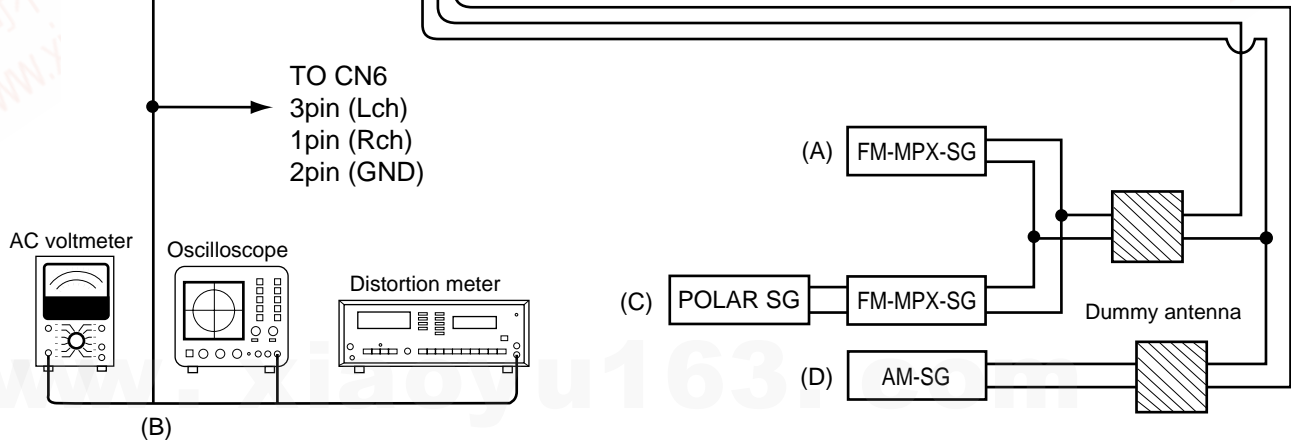 TO CN6
3pin (Lch)
1pin (Rch)
2pin (GND)
(A) FM-MPX-SG
AC voltmeter
Oscilloscope
Distortion meter
(C) POLAR SG FM-MPX-SG
Dummy antenna
(D) AM-SG
(B)
www.xiaoyu163.com